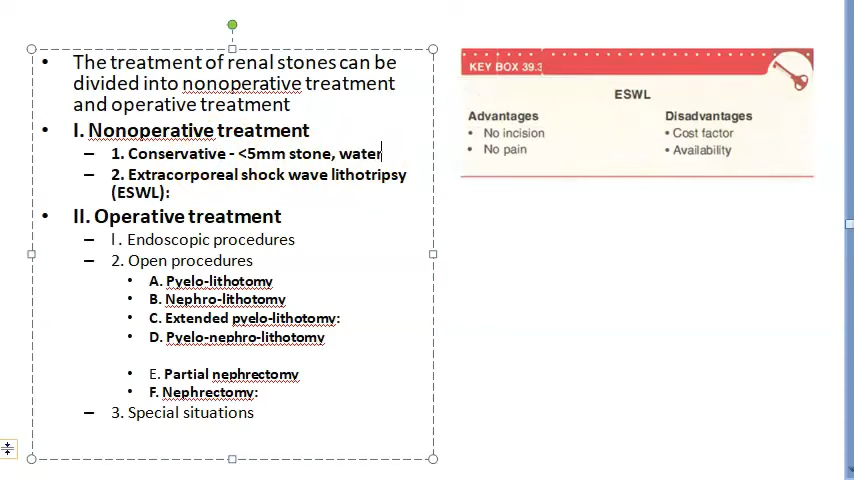 • The treatment of renal stones can be
divided into nonoperative treatment
and operative treatment
• I. Nonoperative treatment
– 1. Conservative - <5mm stone, water
– 2. Extracorporeal shock wave lithotripsy
(ESWL):
• II. Operative treatment
– l . Endoscopic procedures
– 2. Open procedures
• A. Pyelo-lithotomy
• B. Nephro-lithotomy
• C. Extended pyelo-lithotomy:
• D. Pyelo-nephro-lithotomy
• E. Partial nephrectomy
• F. Nephrectomy:
– 3. Special situations
KEY BOX 39.3
ESWL
Advantages
• No incision
• No pain
Disadvantages
• Cost factor
• Availability